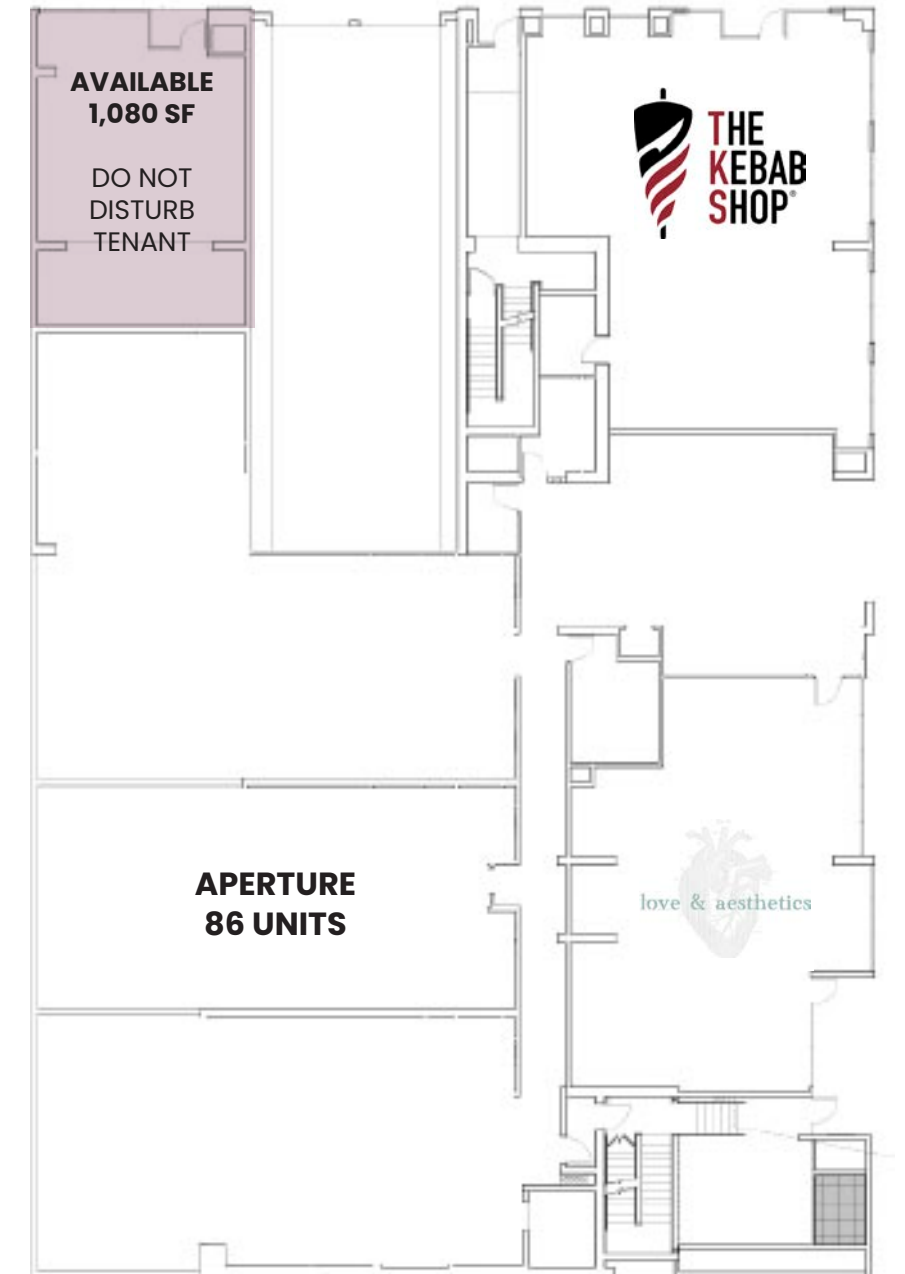 AVAILABLE
1,080 SF
DO NOT
DISTURB
TENANT
THE
KEBAB
SHOP®
APERTURE
86 UNITS
love & aesthetics